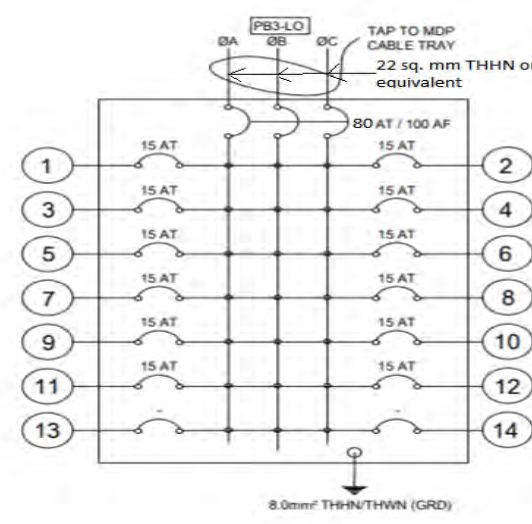 PB3-LO
ØA ØB ØC
TAP TO MDP
CABLE TRAY
22 sq. mm THHN or
equivalent
80 AT / 100 AF
1 15 AT 15 AT 2
3 15 AT 15 AT 4
5 15 AT 15 AT 6
7 15 AT 15 AT 8
9 15 AT 15 AT 10
11 15 AT 15 AT 12
13 - - 14
8.0mm² THHN/THWN (GRD)